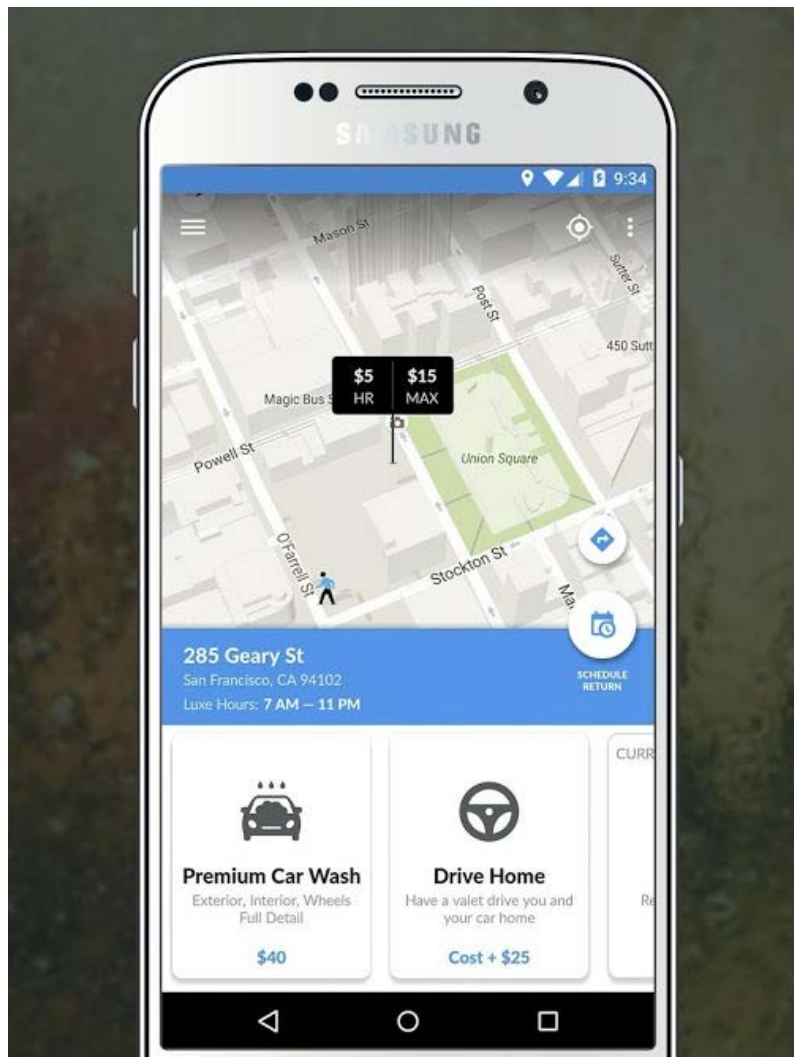 SAMSUNG
9:34
Mason St
Sutter St
Post St
450 Sutt
$5 $15
HR MAX
Magic Bus
Powell St
Union Square
O'Farrell St
Stockton St
285 Geary St
San Francisco, CA 94102
SCHEDULE
RETURN
Luxe Hours: 7 AM — 11 PM
CURR
Premium Car Wash
Exterior, Interior, Wheels
Full Detail
$40
Drive Home
Have a valet drive you and
your car home
Cost + $25
Re